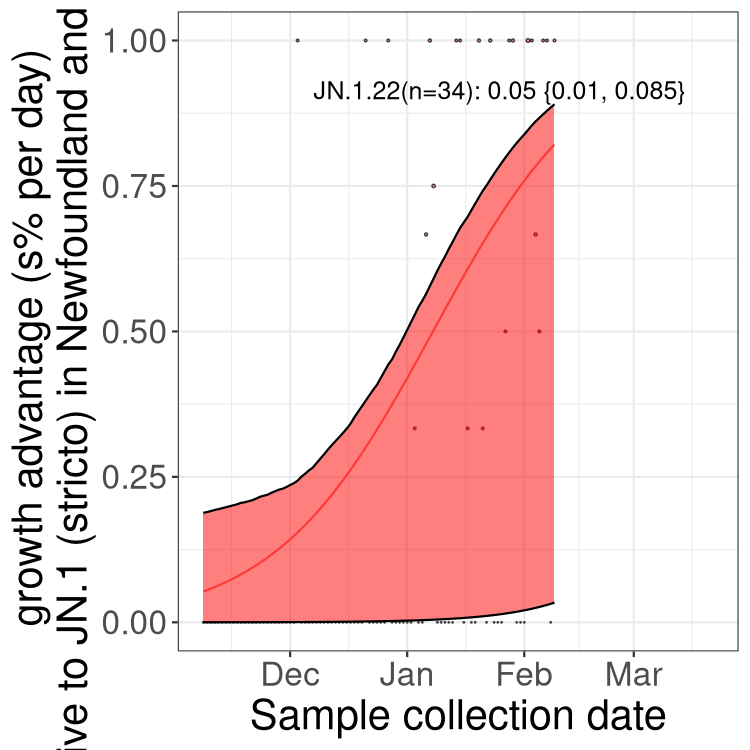 growth advantage (s% per day)
ive to JN.1 (stricto) in Newfoundland and
1.00
0.75
0.50
0.25
0.00
JN.1.22(n=34): 0.05 {0.01, 0.085}
Dec Jan Feb Mar
Sample collection date